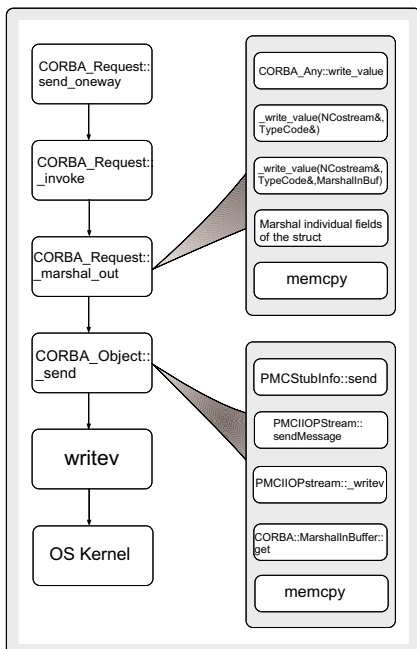 CORBA_Request::
send_oneway
CORBA_Request::
_invoke
CORBA_Request::
_marshal_out
CORBA_Object::
_send
writev
OS Kernel
CORBA_Any::write_value
_write_value(NCostream&,
TypeCode&)
_write_value(NCostream&,
TypeCode&,MarshalInBuf)
Marshal individual fields
of the struct
memcpy
PMCStubInfo::send
PMCIIOPStream::
sendMessage
PMCIIOPstream::_writev
CORBA::MarshalInBuffer::
get
memcpy